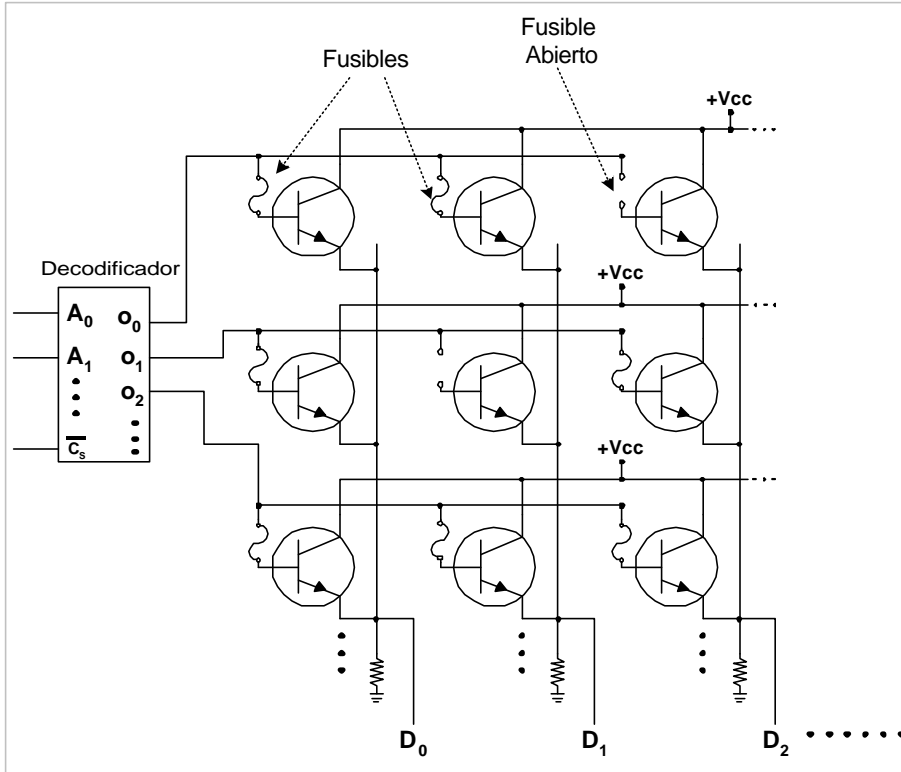 Fusible
Abierto
Fusibles
+Vcc
Decodificador
+Vcc
A0 O0
A1 O1
O2
Cs
+Vcc
D0 D1 D2